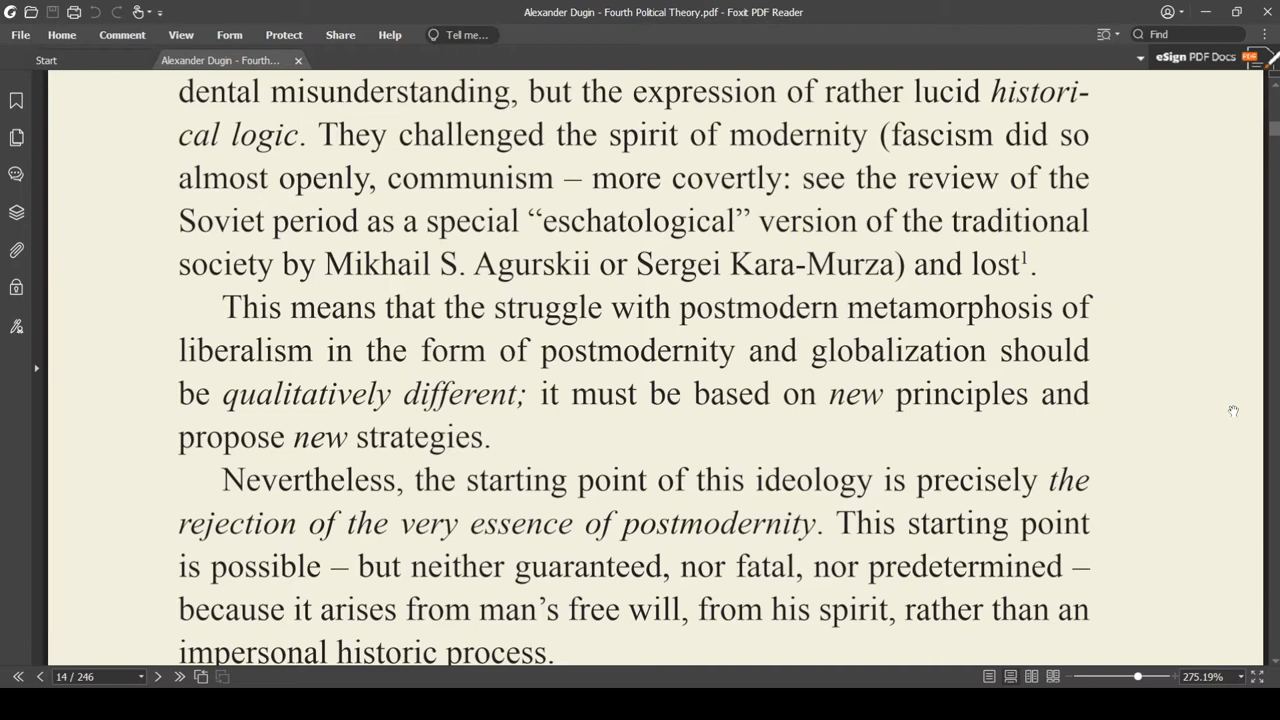 Alexander Dugin - Fourth Political Theory.pdf - Foxit PDF Reader
File Home Comment View Form Protect Share Help Tell me... Find
Start Alexander Dugin - Fourth... eSign PDF Docs
dental misunderstanding, but the expression of rather lucid histori-
cal logic. They challenged the spirit of modernity (fascism did so
almost openly, communism – more covertly: see the review of the
Soviet period as a special “eschatological” version of the traditional
society by Mikhail S. Agurskii or Sergei Kara-Murza) and lost¹.
This means that the struggle with postmodern metamorphosis of
liberalism in the form of postmodernity and globalization should
be qualitatively different; it must be based on new principles and
propose new strategies.
Nevertheless, the starting point of this ideology is precisely the
rejection of the very essence of postmodernity. This starting point
is possible – but neither guaranteed, nor fatal, nor predetermined –
because it arises from man’s free will, from his spirit, rather than an
impersonal historic process.
14 / 246 275.19%